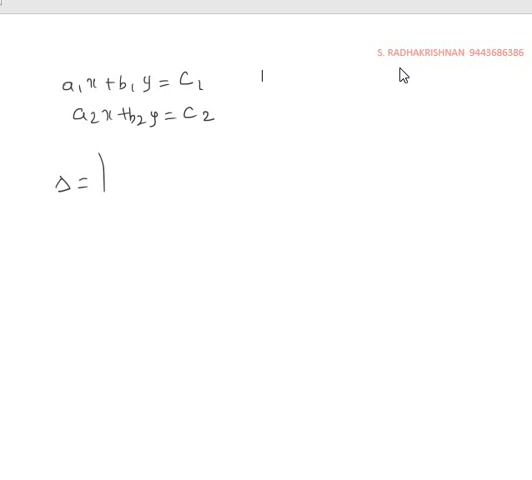 S. RADHAKRISHNAN 9443686386
a₁x + b₁y = C₁
a₂x + b₂y = C₂
Δ = |